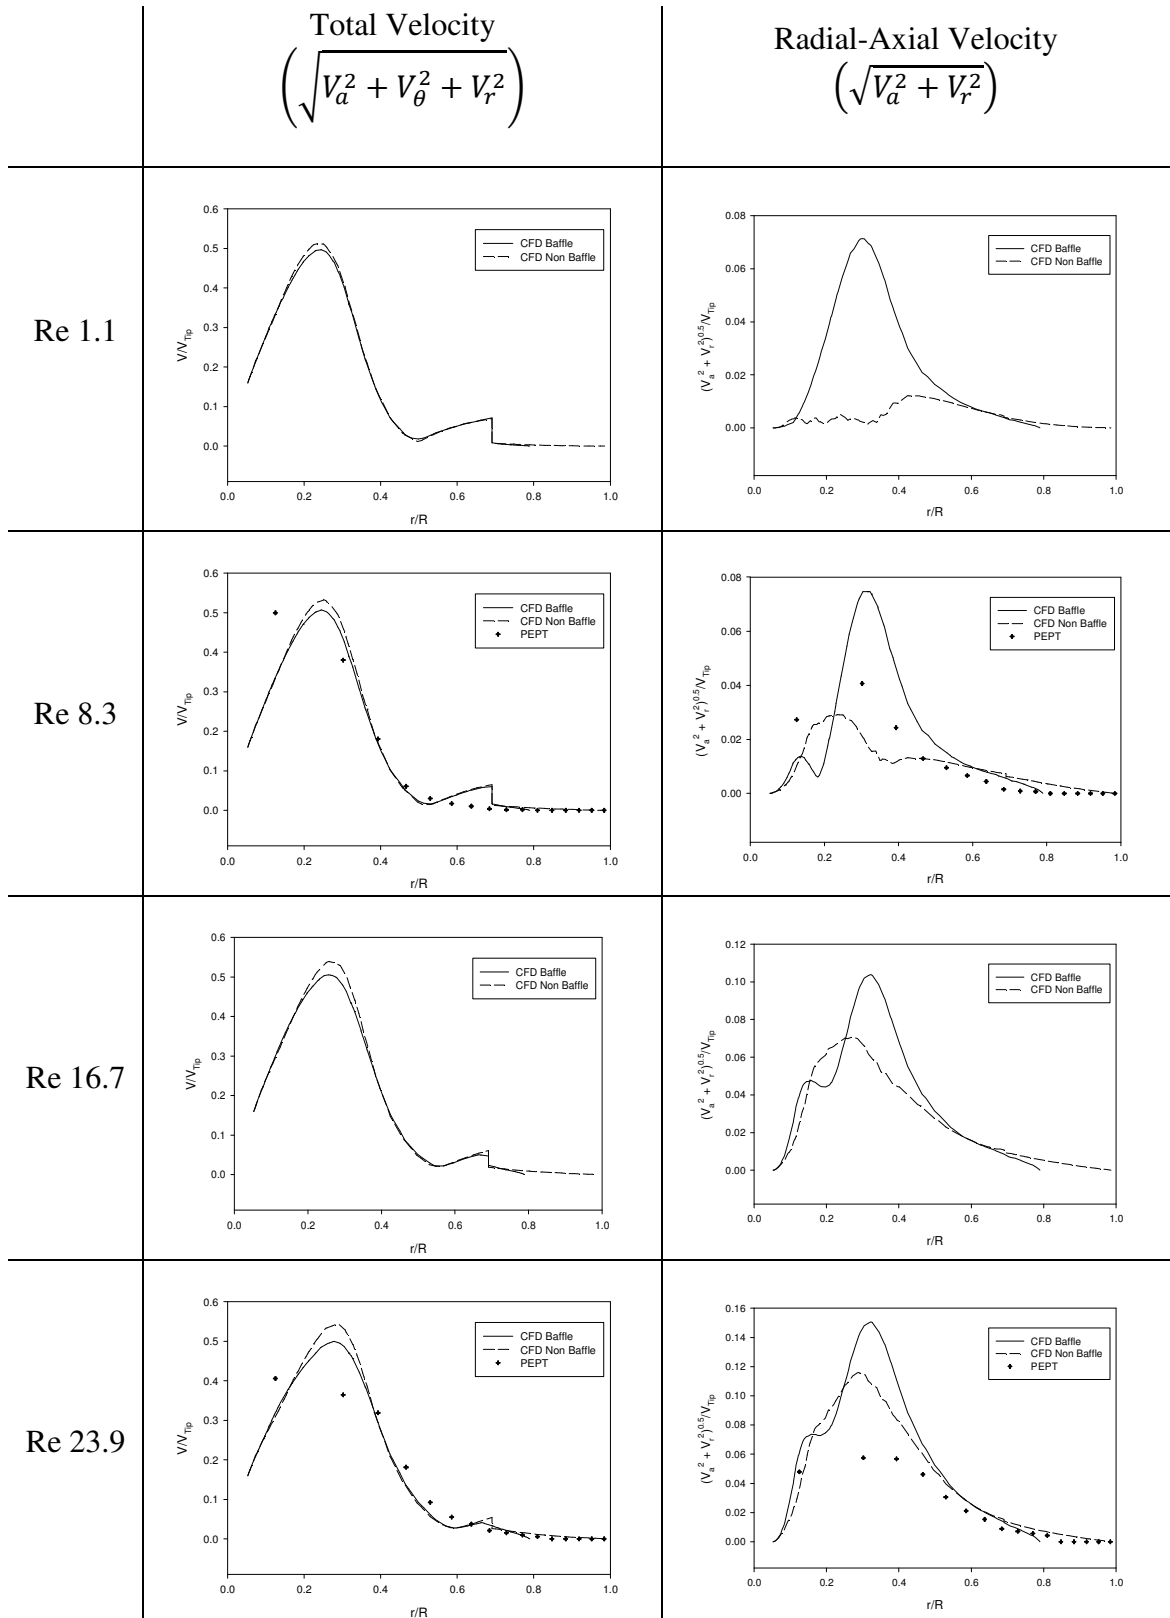 Total Velocity
(√(V_a^2 + V_θ^2 + V_r^2))
Radial-Axial Velocity
(√(V_a^2 + V_r^2))
Re 1.1
V/V_Tip
0.6
0.5
0.4
0.3
0.2
0.1
0.0
CFD Baffle
CFD Non Baffle
0.0 0.2 0.4 0.6 0.8 1.0
r/R
(V_a^2 + V_r^2)^0.5/V_Tip
0.08
0.06
0.04
0.02
0.00
CFD Baffle
CFD Non Baffle
0.0 0.2 0.4 0.6 0.8 1.0
r/R
Re 8.3
V/V_Tip
0.6
0.5
0.4
0.3
0.2
0.1
0.0
CFD Baffle
CFD Non Baffle
PEPT
0.0 0.2 0.4 0.6 0.8 1.0
r/R
(V_a^2 + V_r^2)^0.5/V_Tip
0.08
0.06
0.04
0.02
0.00
CFD Baffle
CFD Non Baffle
PEPT
0.0 0.2 0.4 0.6 0.8 1.0
r/R
Re 16.7
V/V_Tip
0.6
0.5
0.4
0.3
0.2
0.1
0.0
CFD Baffle
CFD Non Baffle
0.0 0.2 0.4 0.6 0.8 1.0
r/R
(V_a^2 + V_r^2)^0.5/V_Tip
0.12
0.10
0.08
0.06
0.04
0.02
0.00
CFD Baffle
CFD Non Baffle
0.0 0.2 0.4 0.6 0.8 1.0
r/R
Re 23.9
V/V_Tip
0.6
0.5
0.4
0.3
0.2
0.1
0.0
CFD Baffle
CFD Non Baffle
PEPT
0.0 0.2 0.4 0.6 0.8 1.0
r/R
(V_a^2 + V_r^2)^0.5/V_Tip
0.16
0.14
0.12
0.10
0.08
0.06
0.04
0.02
0.00
CFD Baffle
CFD Non Baffle
PEPT
0.0 0.2 0.4 0.6 0.8 1.0
r/R